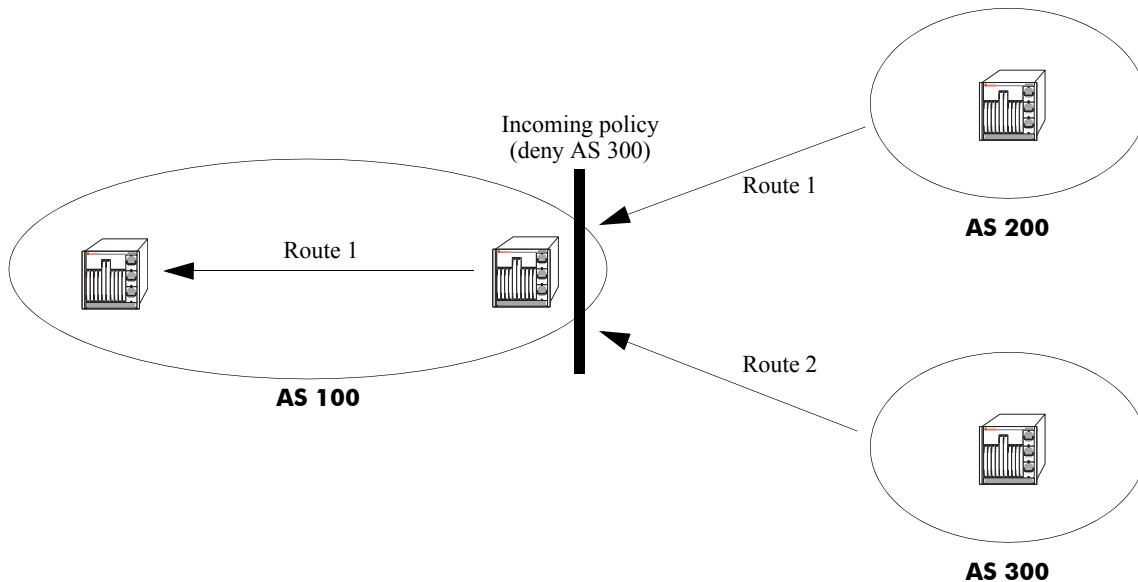 Incoming policy
(deny AS 300)
Route 1
AS 200
Route 1
Route 2
AS 100
AS 300